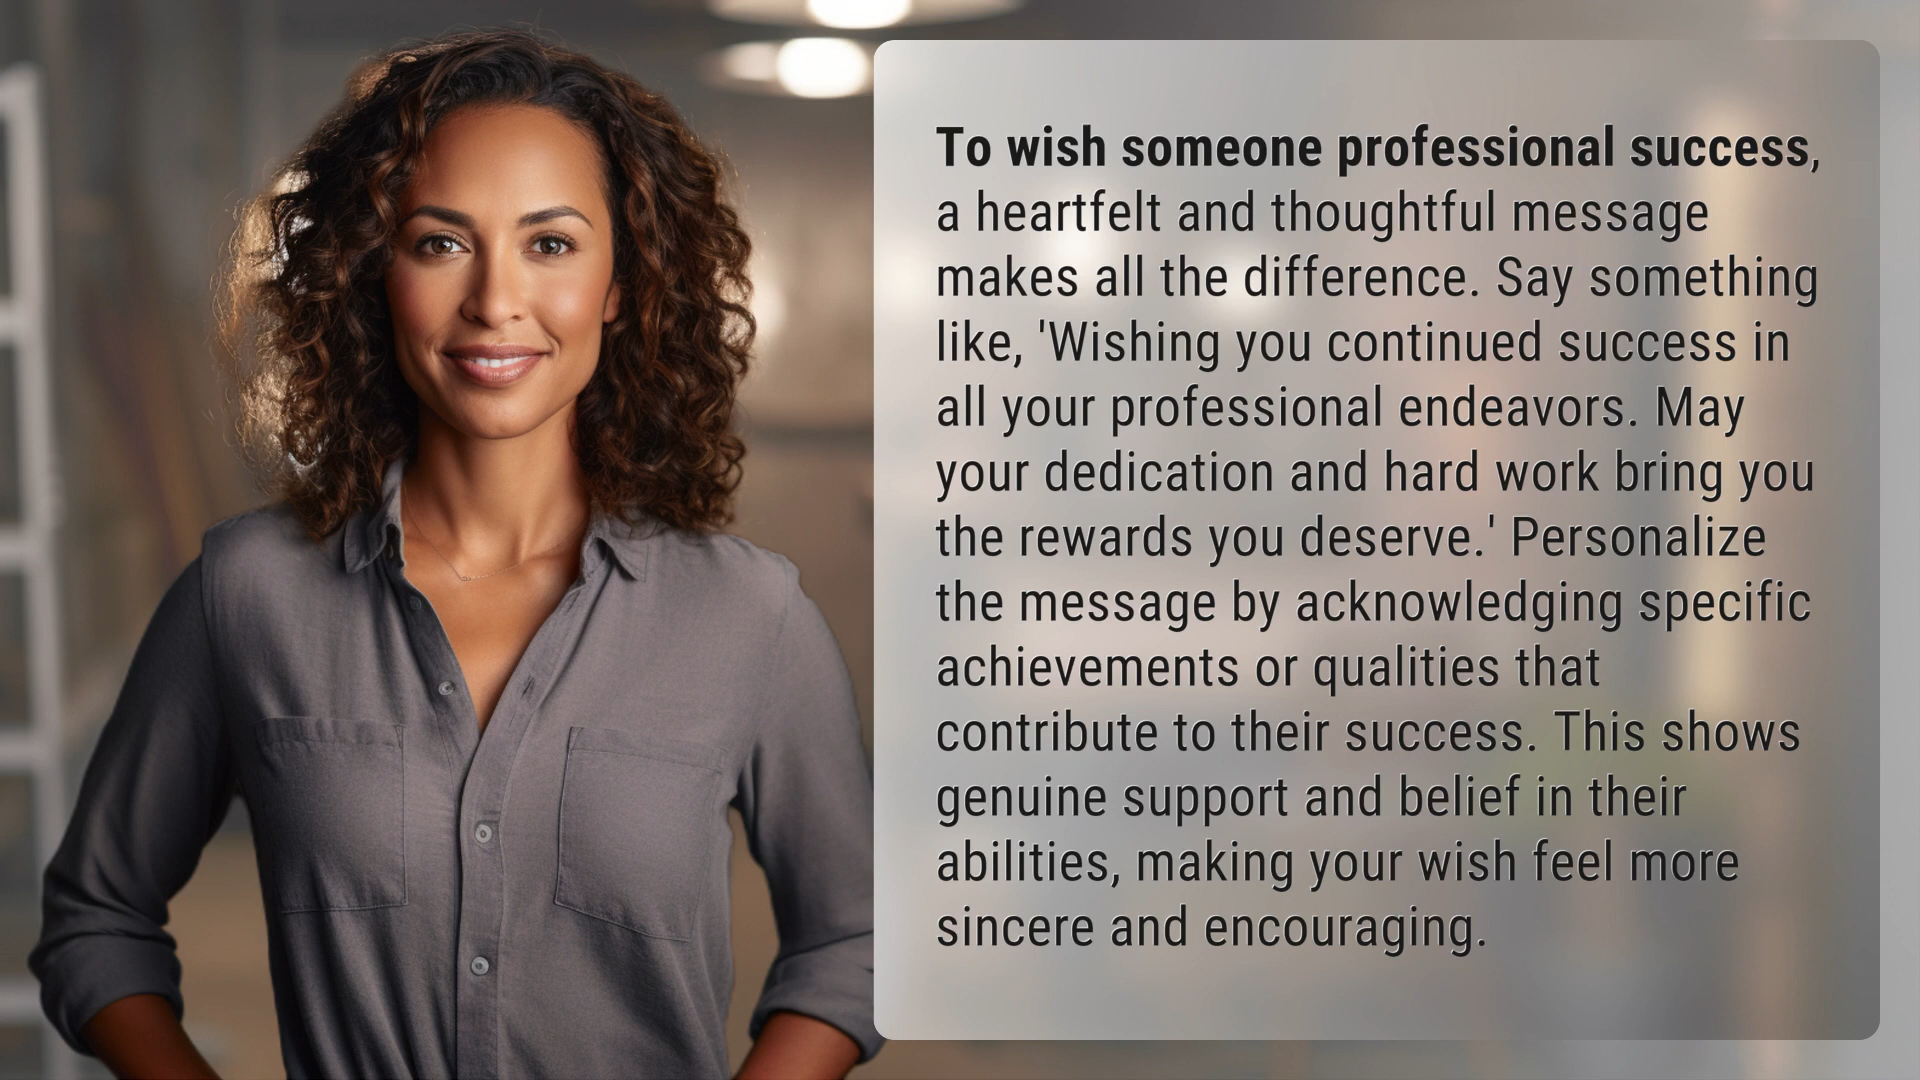 To wish someone professional success,
a heartfelt and thoughtful message
makes all the difference. Say something
like, 'Wishing you continued success in
all your professional endeavors. May
your dedication and hard work bring you
the rewards you deserve.' Personalize
the message by acknowledging specific
achievements or qualities that
contribute to their success. This shows
genuine support and belief in their
abilities, making your wish feel more
sincere and encouraging.